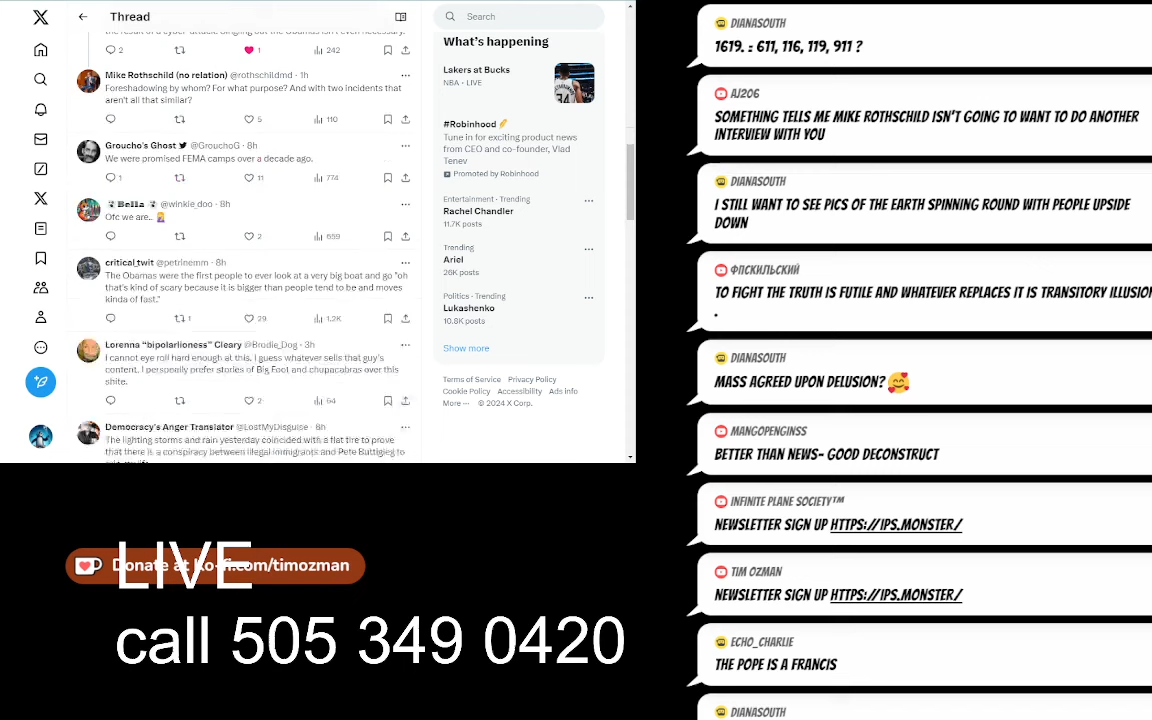 Thread
2
1
242
Mike Rothschild (no relation) @rothschildmd · 1h
Foreshadowing by whom? For what purpose? And with two incidents that
aren't all that similar?
5
110
Groucho's Ghost @GrouchoG · 8h
We were promised FEMA camps over a decade ago.
1
11
774
Bella @winkie_doo · 8h
Ofc we are..
2
659
critical_twit @petrinemm · 8h
The Obamas were the first people to ever look at a very big boat and go "oh
that's kind of scary because it is bigger than people tend to be and moves
kinda of fast."
1
29
1.2K
Lorenna "bipolarlioness" Cleary @Brodie_Dog · 3h
I cannot eye roll hard enough at this. I guess whatever sells that guy's
content. I personally prefer stories of Big Foot and chupacabras over this
shite.
2
64
Democracy's Anger Translator @LostMyDisguise · 8h
The lighting storms and rain yesterday coincided with a flat tire to prove
that there is a conspiracy between illegal immigrants and Pete Buttigieg to
Search
What's happening
Lakers at Bucks
NBA · LIVE
#Robinhood
Tune in for exciting product news
from CEO and co-founder, Vlad
Tenev
Promoted by Robinhood
Entertainment · Trending
Rachel Chandler
11.7K posts
Trending
Ariel
26K posts
Politics · Trending
Lukashenko
10.8K posts
Show more
Terms of Service Privacy Policy
Cookie Policy Accessibility Ads info
More ··· © 2024 X Corp.
Donate at ko-fi.com/timozman
LIVE
call 505 349 0420
DIANASOUTH
1619. : 611, 116, 119, 911 ?
AJ206
SOMETHING TELLS ME MIKE ROTHSCHILD ISN'T GOING TO WANT TO DO ANOTHER
INTERVIEW WITH YOU
DIANASOUTH
I STILL WANT TO SEE PICS OF THE EARTH SPINNING ROUND WITH PEOPLE UPSIDE
DOWN
ФПСКИЛЬСКИЙ
TO FIGHT THE TRUTH IS FUTILE AND WHATEVER REPLACES IT IS TRANSITORY ILLUSION
.
DIANASOUTH
MASS AGREED UPON DELUSION? 🥰
MANGOPENGINSS
BETTER THAN NEWS- GOOD DECONSTRUCT
INFINITE PLANE SOCIETY™
NEWSLETTER SIGN UP HTTPS://IPS.MONSTER/
TIM OZMAN
NEWSLETTER SIGN UP HTTPS://IPS.MONSTER/
ECHO_CHARLIE
THE POPE IS A FRANCIS
DIANASOUTH